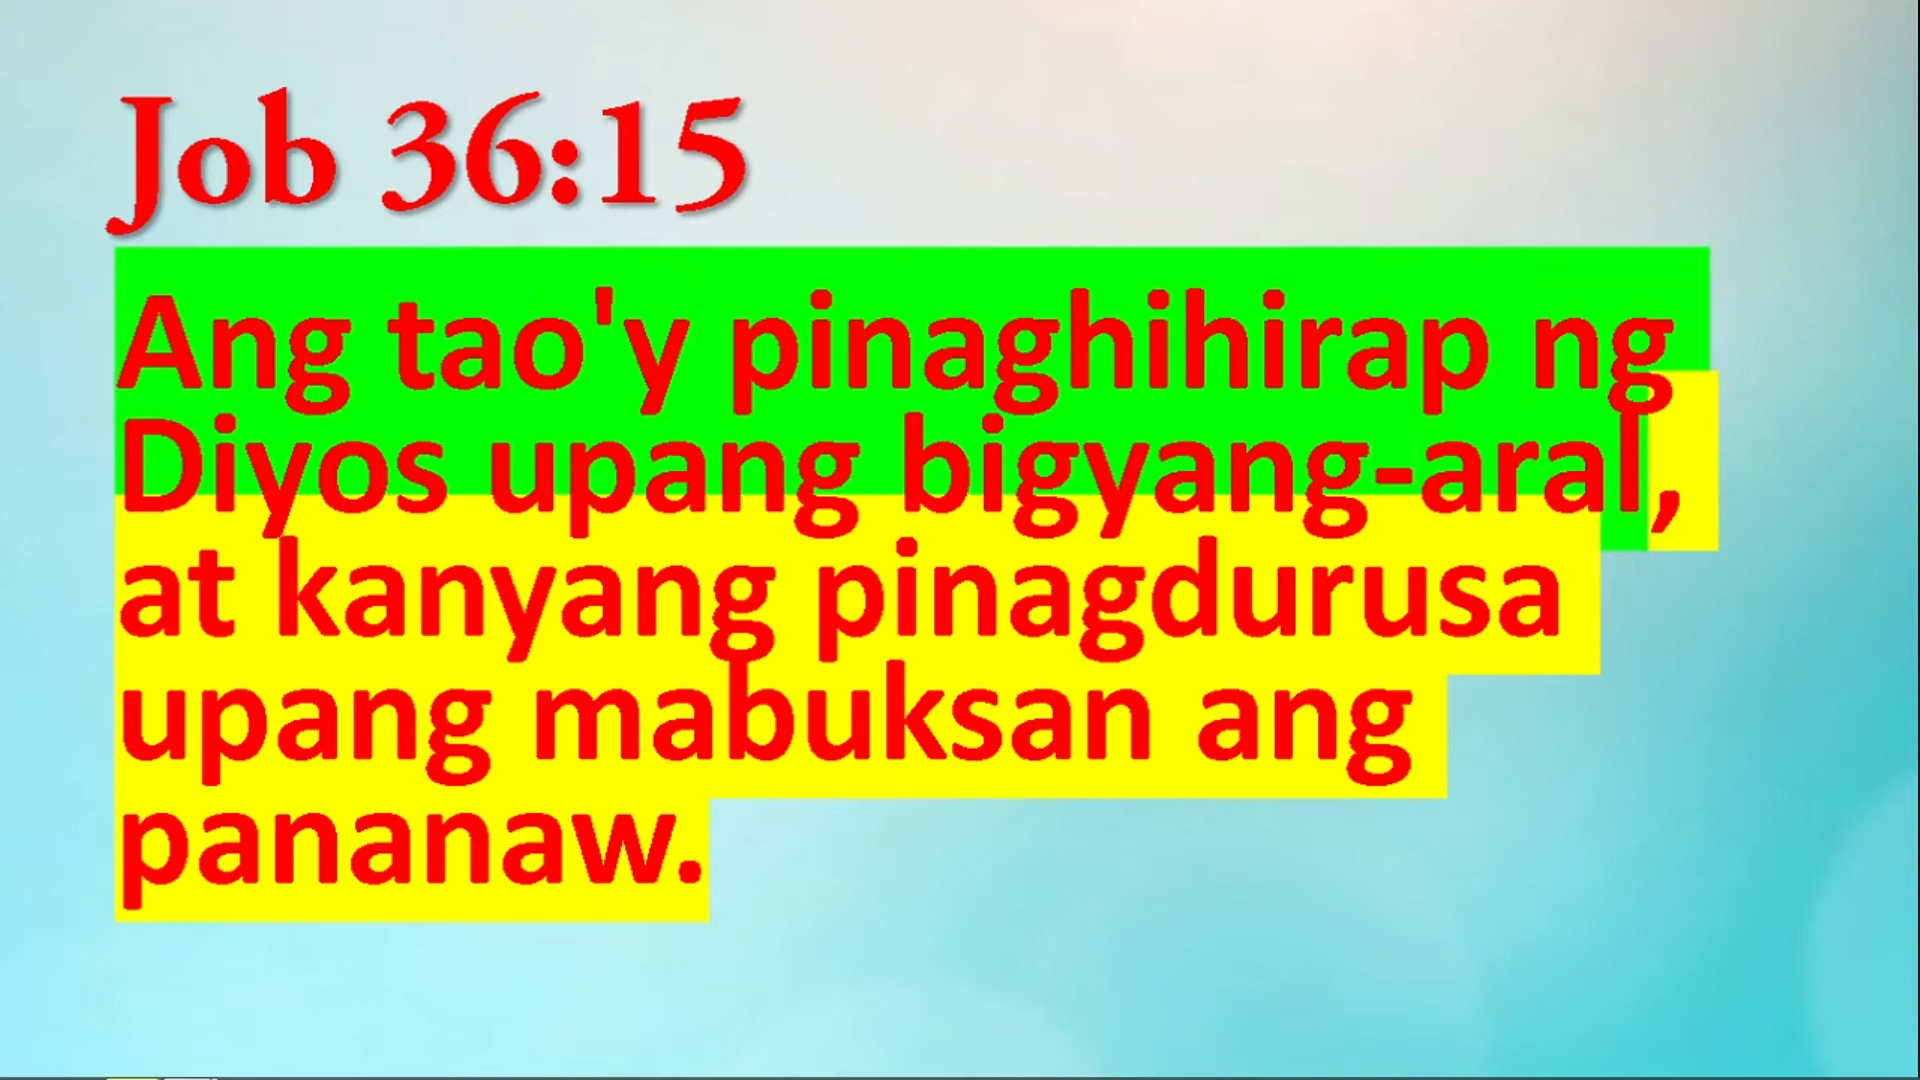 Job 36:15
Ang tao'y pinaghihirap ng
Diyos upang bigyang-aral,
at kanyang pinagdurusa
upang mabuksan ang
pananaw.